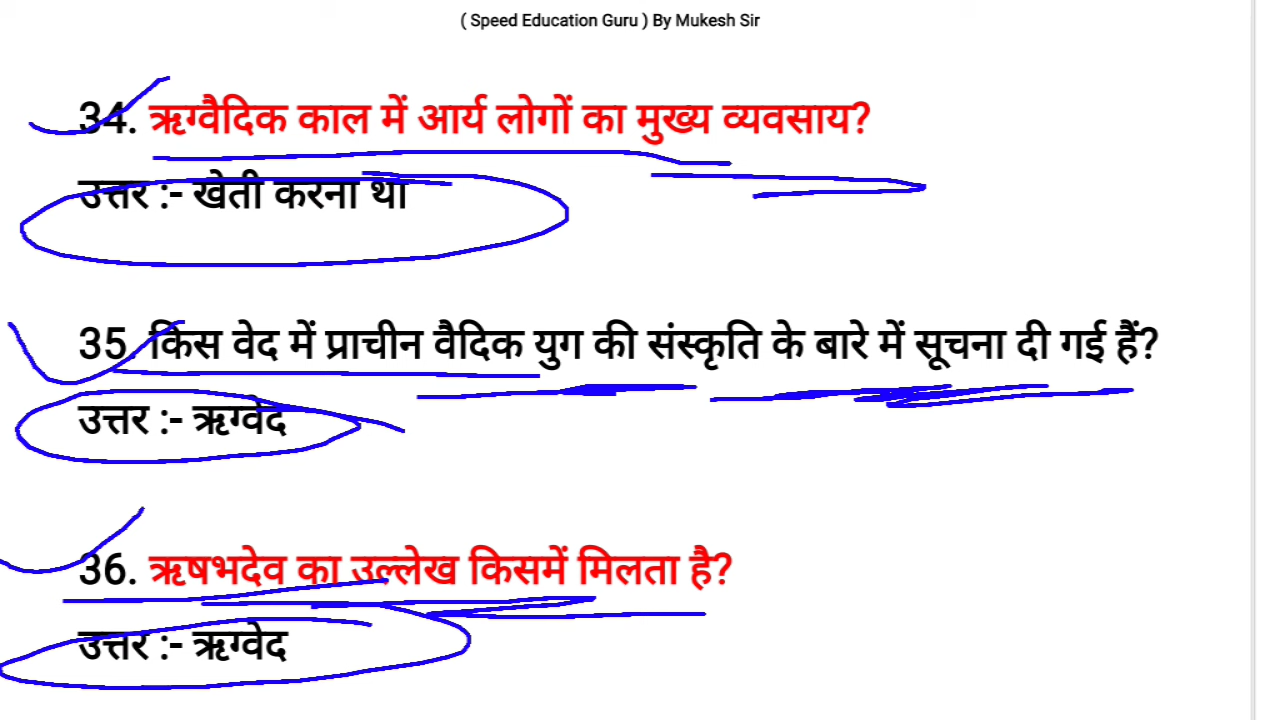 ( Speed Education Guru ) By Mukesh Sir
34. ऋग्वैदिक काल में आर्य लोगों का मुख्य व्यवसाय?
उत्तर :- खेती करना था
35. किस वेद में प्राचीन वैदिक युग की संस्कृति के बारे में सूचना दी गई हैं?
उत्तर :- ऋग्वेद
36. ऋषभदेव का उल्लेख किसमें मिलता है?
उत्तर :- ऋग्वेद